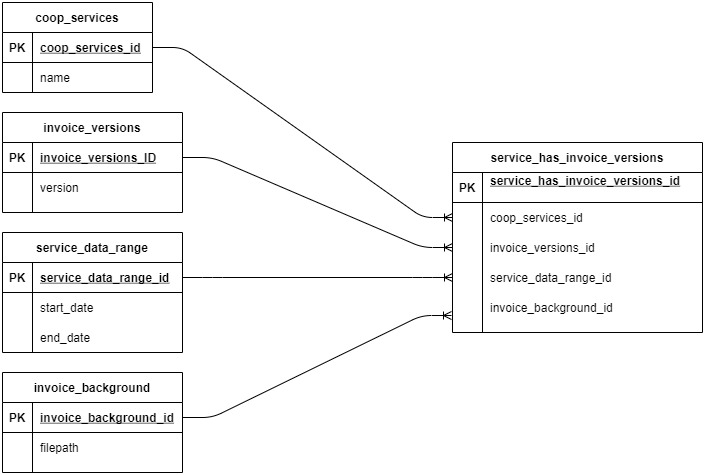 coop_services
PK coop_services_id
name
invoice_versions
PK invoice_versions_ID
version
service_data_range
PK service_data_range_id
start_date
end_date
invoice_background
PK invoice_background_id
filepath
service_has_invoice_versions
PK service_has_invoice_versions_id
coop_services_id
invoice_versions_id
service_data_range_id
invoice_background_id